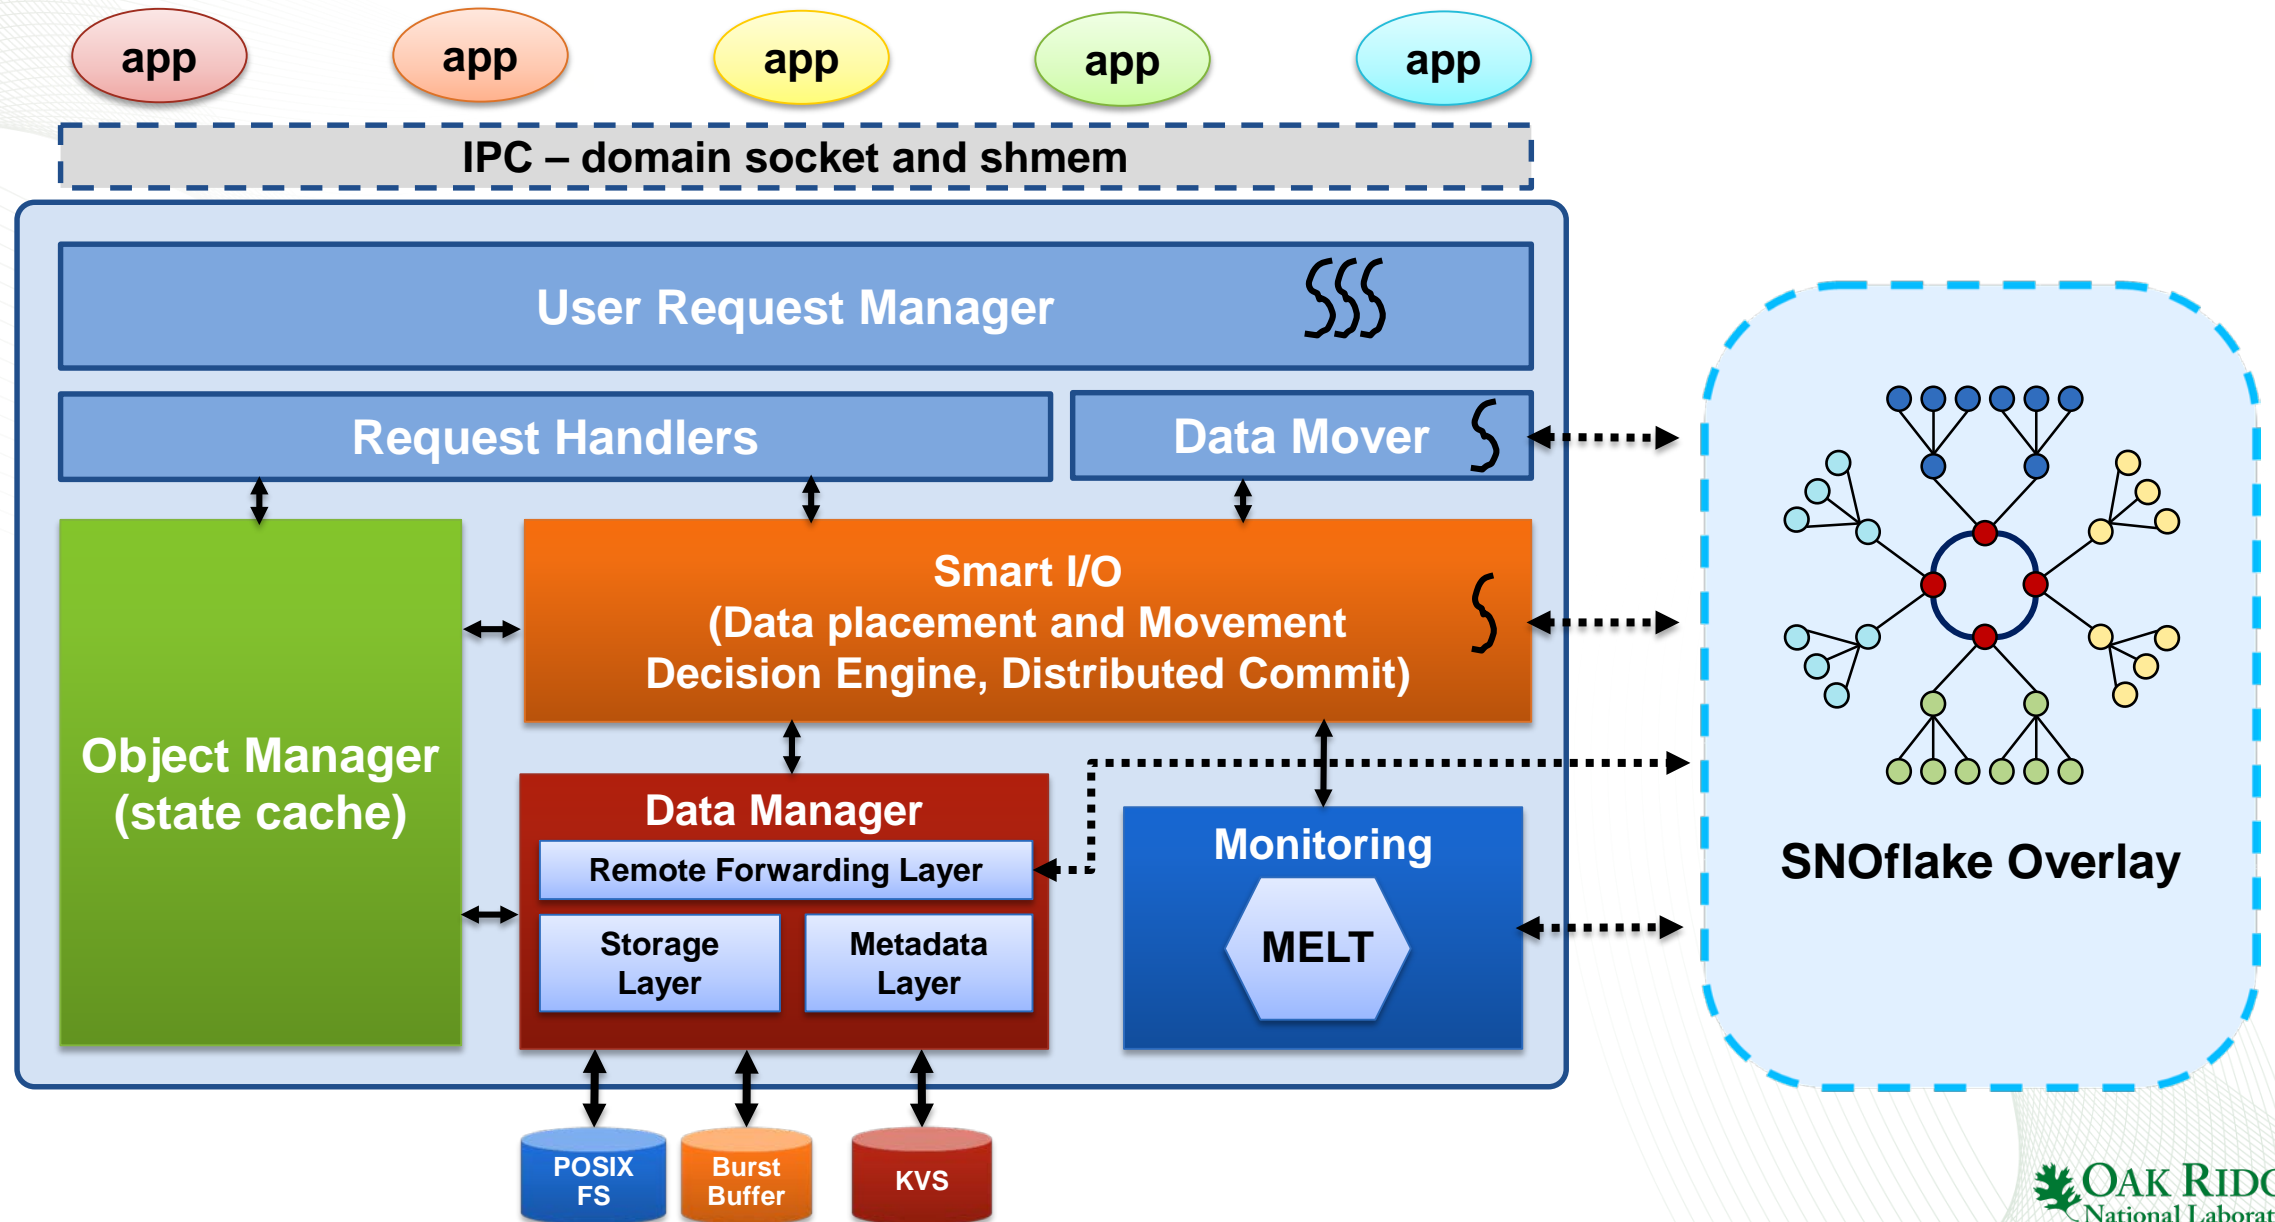 app
app
app
app
app
IPC – domain socket and shmem
User Request Manager
Request Handlers
Data Mover
Smart I/O
(Data placement and Movement
Decision Engine, Distributed Commit)
Object Manager
(state cache)
Data Manager
Remote Forwarding Layer
Storage
Layer
Metadata
Layer
Monitoring
MELT
SNOflake Overlay
POSIX
FS
Burst
Buffer
KVS
OAK
National